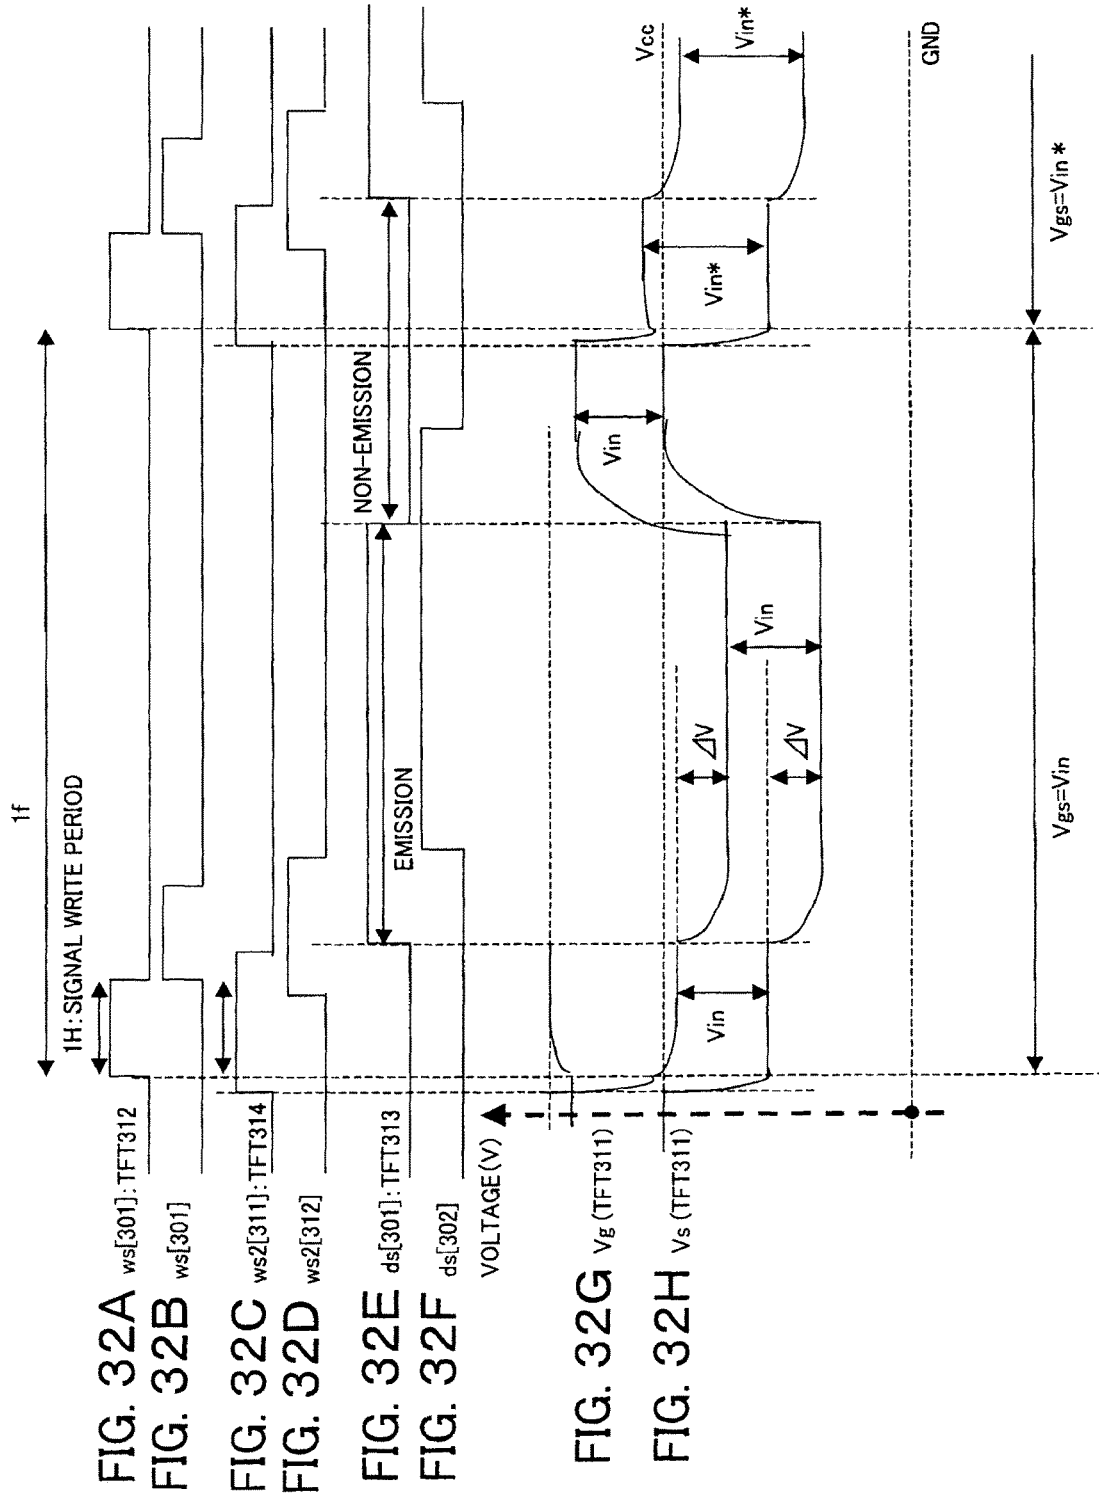 1f
1H:SIGNAL WRITE PERIOD
FIG. 32A ws[301]:TFT312
FIG. 32B ws[301]
FIG. 32C ws2[311]:TFT314
FIG. 32D ws2[312]
NON-EMISSION
FIG. 32E ds[301]:TFT313
EMISSION
FIG. 32F ds[302]
VOLTAGE(V)
FIG. 32G Vg (TFT311)
FIG. 32H Vs (TFT311)
Vcc
Vin
Vin
Vin
ΔV
ΔV
Vin*
Vin*
GND
Vgs=Vin
Vgs=Vin*